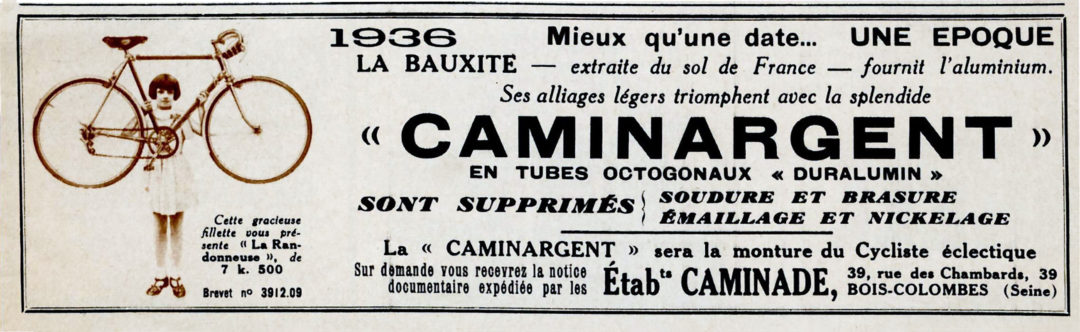 1936 Mieux qu'une date... UNE EPOQUE
LA BAUXITE — extraite du sol de France — fournit l'aluminium.
Ses alliages légers triomphent avec la splendide
« CAMINARGENT »
EN TUBES OCTOGONAUX « DURALUMIN »
SONT SUPPRIMÉS { SOUDURE ET BRASURE
ÉMAILLAGE ET NICKELAGE
La « CAMINARGENT » sera la monture du Cycliste éclectique
Sur demande vous recevrez la notice
documentaire expédiée par les
Étabts CAMINADE,
39, rue des Chambards, 39
BOIS-COLOMBES (Seine)
Cette gracieuse
fillette vous pré-
sente « La Ran-
donneuse », de
7 k. 500
Brevet no 3912.09